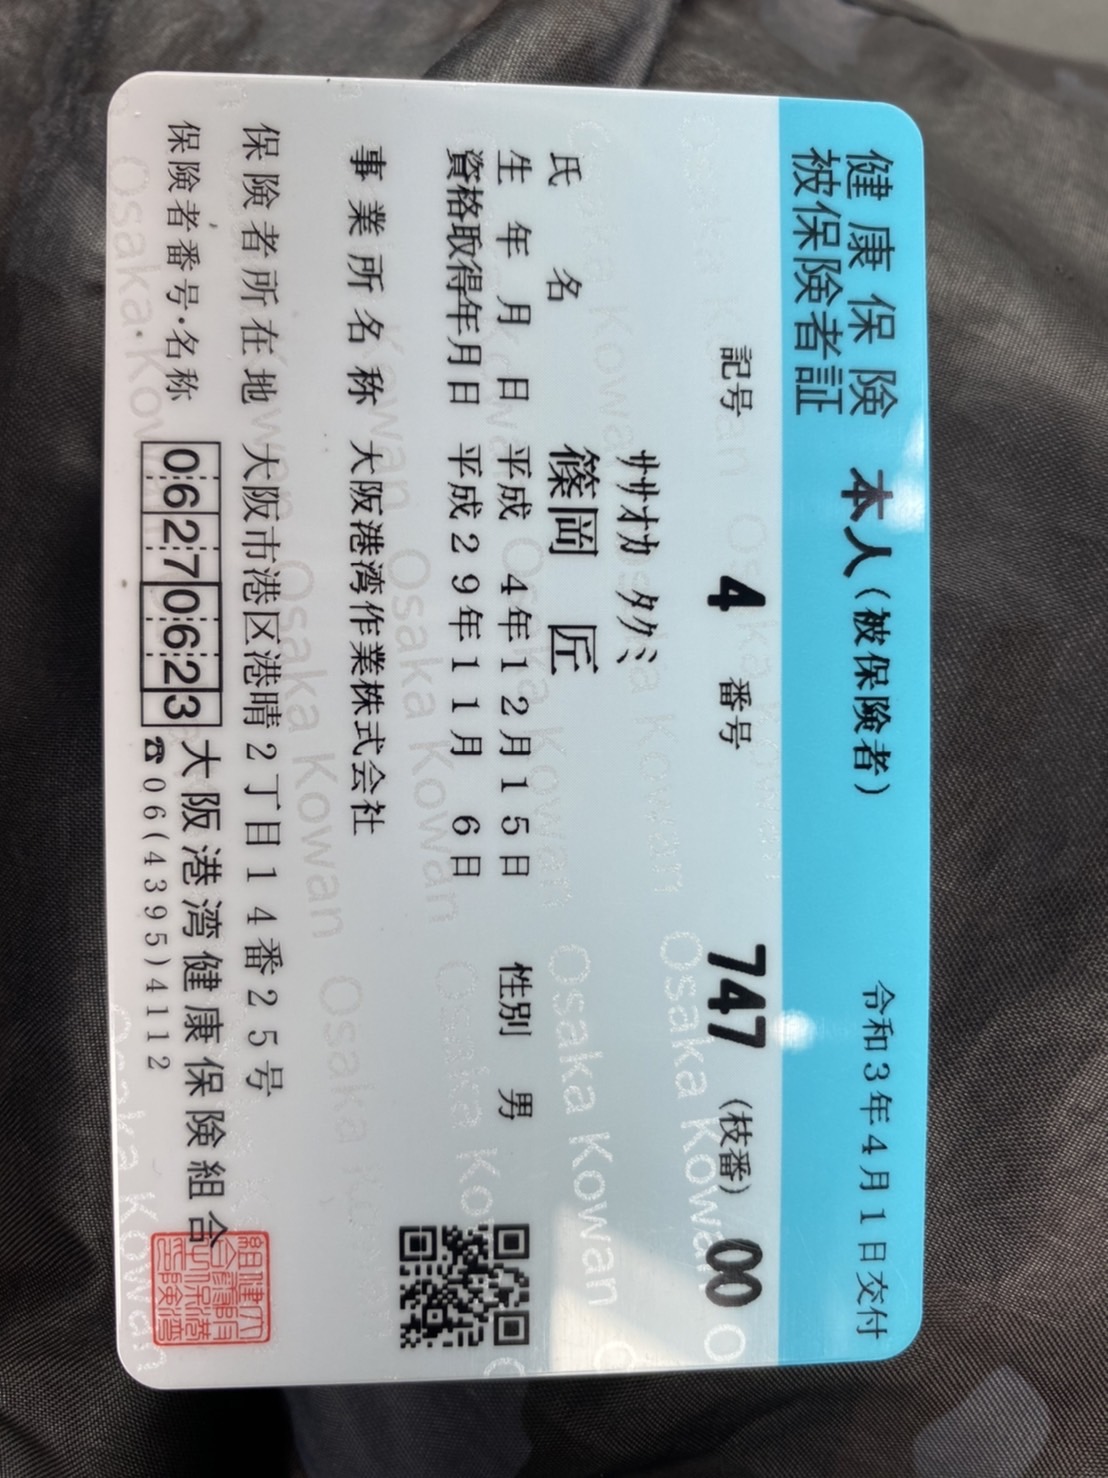 健康保険 本人(被保険者) 令和3年4月1日交付
被保険者証
記号 4 番号 747 (枝番) 00
ササオカ タクミ
氏名 篠岡 匠
生年月日 平成 4年12月15日 性別 男
資格取得年月日 平成29年11月 6日
事業所名称 大阪港湾作業株式会社
保険者所在地 大阪市港区港晴2丁目14番25号
保険者番号・名称 06270623 大阪港湾健康保険組合
☎06(4395)4112
Osaka Kowan